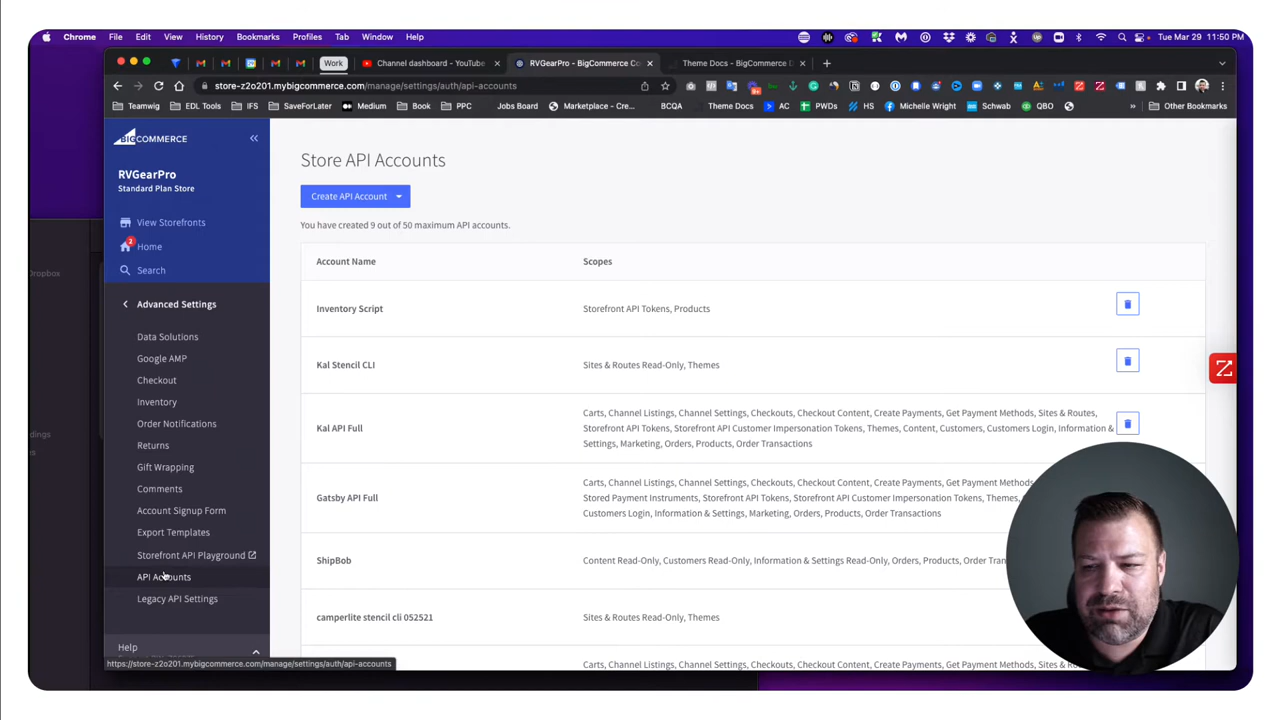 Chrome File Edit View History Bookmarks Profiles Tab Window Help Tue Mar 29 11:50 PM
Work Channel dashboard - YouTube RVGearPro - BigCommerce Co Theme Docs - BigCommerce D
store-z2o201.mybigcommerce.com/manage/settings/auth/api-accounts
Teamwig EDL Tools IFS SaveForLater Medium Book PPC Jobs Board Marketplace - Cre... BCQA Theme Docs AC PWDs HS Michelle Wright Schwab QBO Other Bookmarks
BIGCOMMERCE
RVGearPro
Standard Plan Store
View Storefronts
2
Home
Search
Advanced Settings
Data Solutions
Google AMP
Checkout
Inventory
Order Notifications
Returns
Gift Wrapping
Comments
Account Signup Form
Export Templates
Storefront API Playground
API Accounts
Legacy API Settings
Help
https://store-z2o201.mybigcommerce.com/manage/settings/auth/api-accounts
Store API Accounts
Create API Account
You have created 9 out of 50 maximum API accounts.
Account Name Scopes
Inventory Script Storefront API Tokens, Products
Kal Stencil CLI Sites & Routes Read-Only, Themes
Kal API Full
Carts, Channel Listings, Channel Settings, Checkouts, Checkout Content, Create Payments, Get Payment Methods, Sites & Routes,
Storefront API Tokens, Storefront API Customer Impersonation Tokens, Themes, Content, Customers, Customers Login, Information &
Settings, Marketing, Orders, Products, Order Transactions
Gatsby API Full
Carts, Channel Listings, Channel Settings, Checkouts, Checkout Content, Create Payments, Get Payment Methods,
Stored Payment Instruments, Storefront API Tokens, Storefront API Customer Impersonation Tokens, Themes,
Customers Login, Information & Settings, Marketing, Orders, Products, Order Transactions
ShipBob Content Read-Only, Customers Read-Only, Information & Settings Read-Only, Orders, Products, Order Tran
camperlite stencil cli 052521 Sites & Routes Read-Only, Themes
Carts, Channel Listings, Channel Settings, Checkouts, Checkout Content, Create Payments, Get Payment Methods, Sites & R
Dropbox